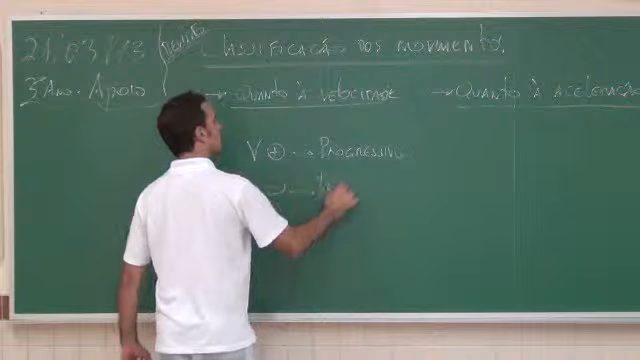 21/03/13
CLASSIFICAÇÃO DOS MOVIMENTOS.
3º ANO. APOIO
→ QUANTO À VELOCIDADE → QUANTO À ACELERAÇÃO
V ⊕ . → PROGRESSIVO